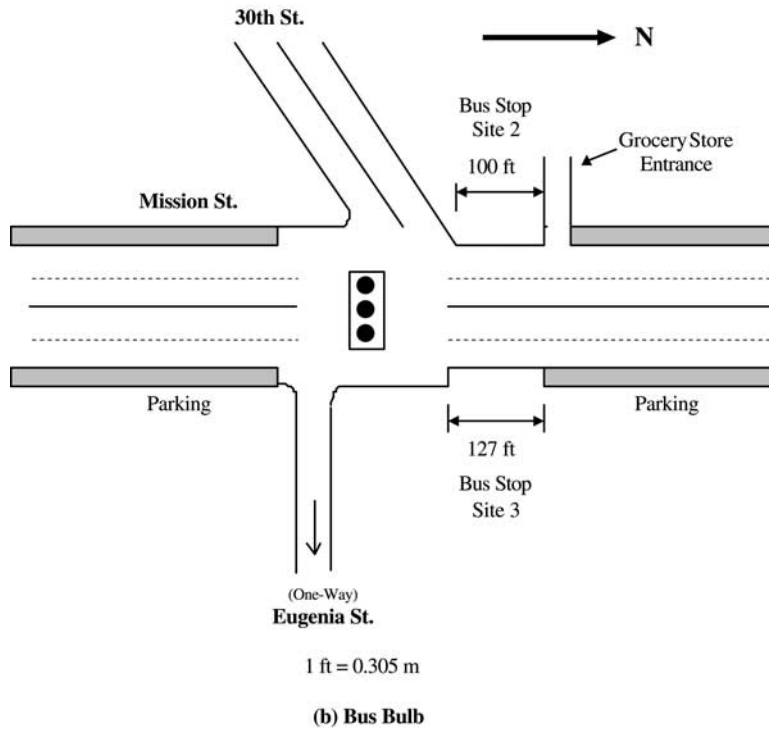 30th St.
N
Bus Stop
Site 2
100 ft
Grocery Store
Entrance
Mission St.
Parking
Parking
127 ft
Bus Stop
Site 3
(One-Way)
Eugenia St.
1 ft = 0.305 m
(b) Bus Bulb